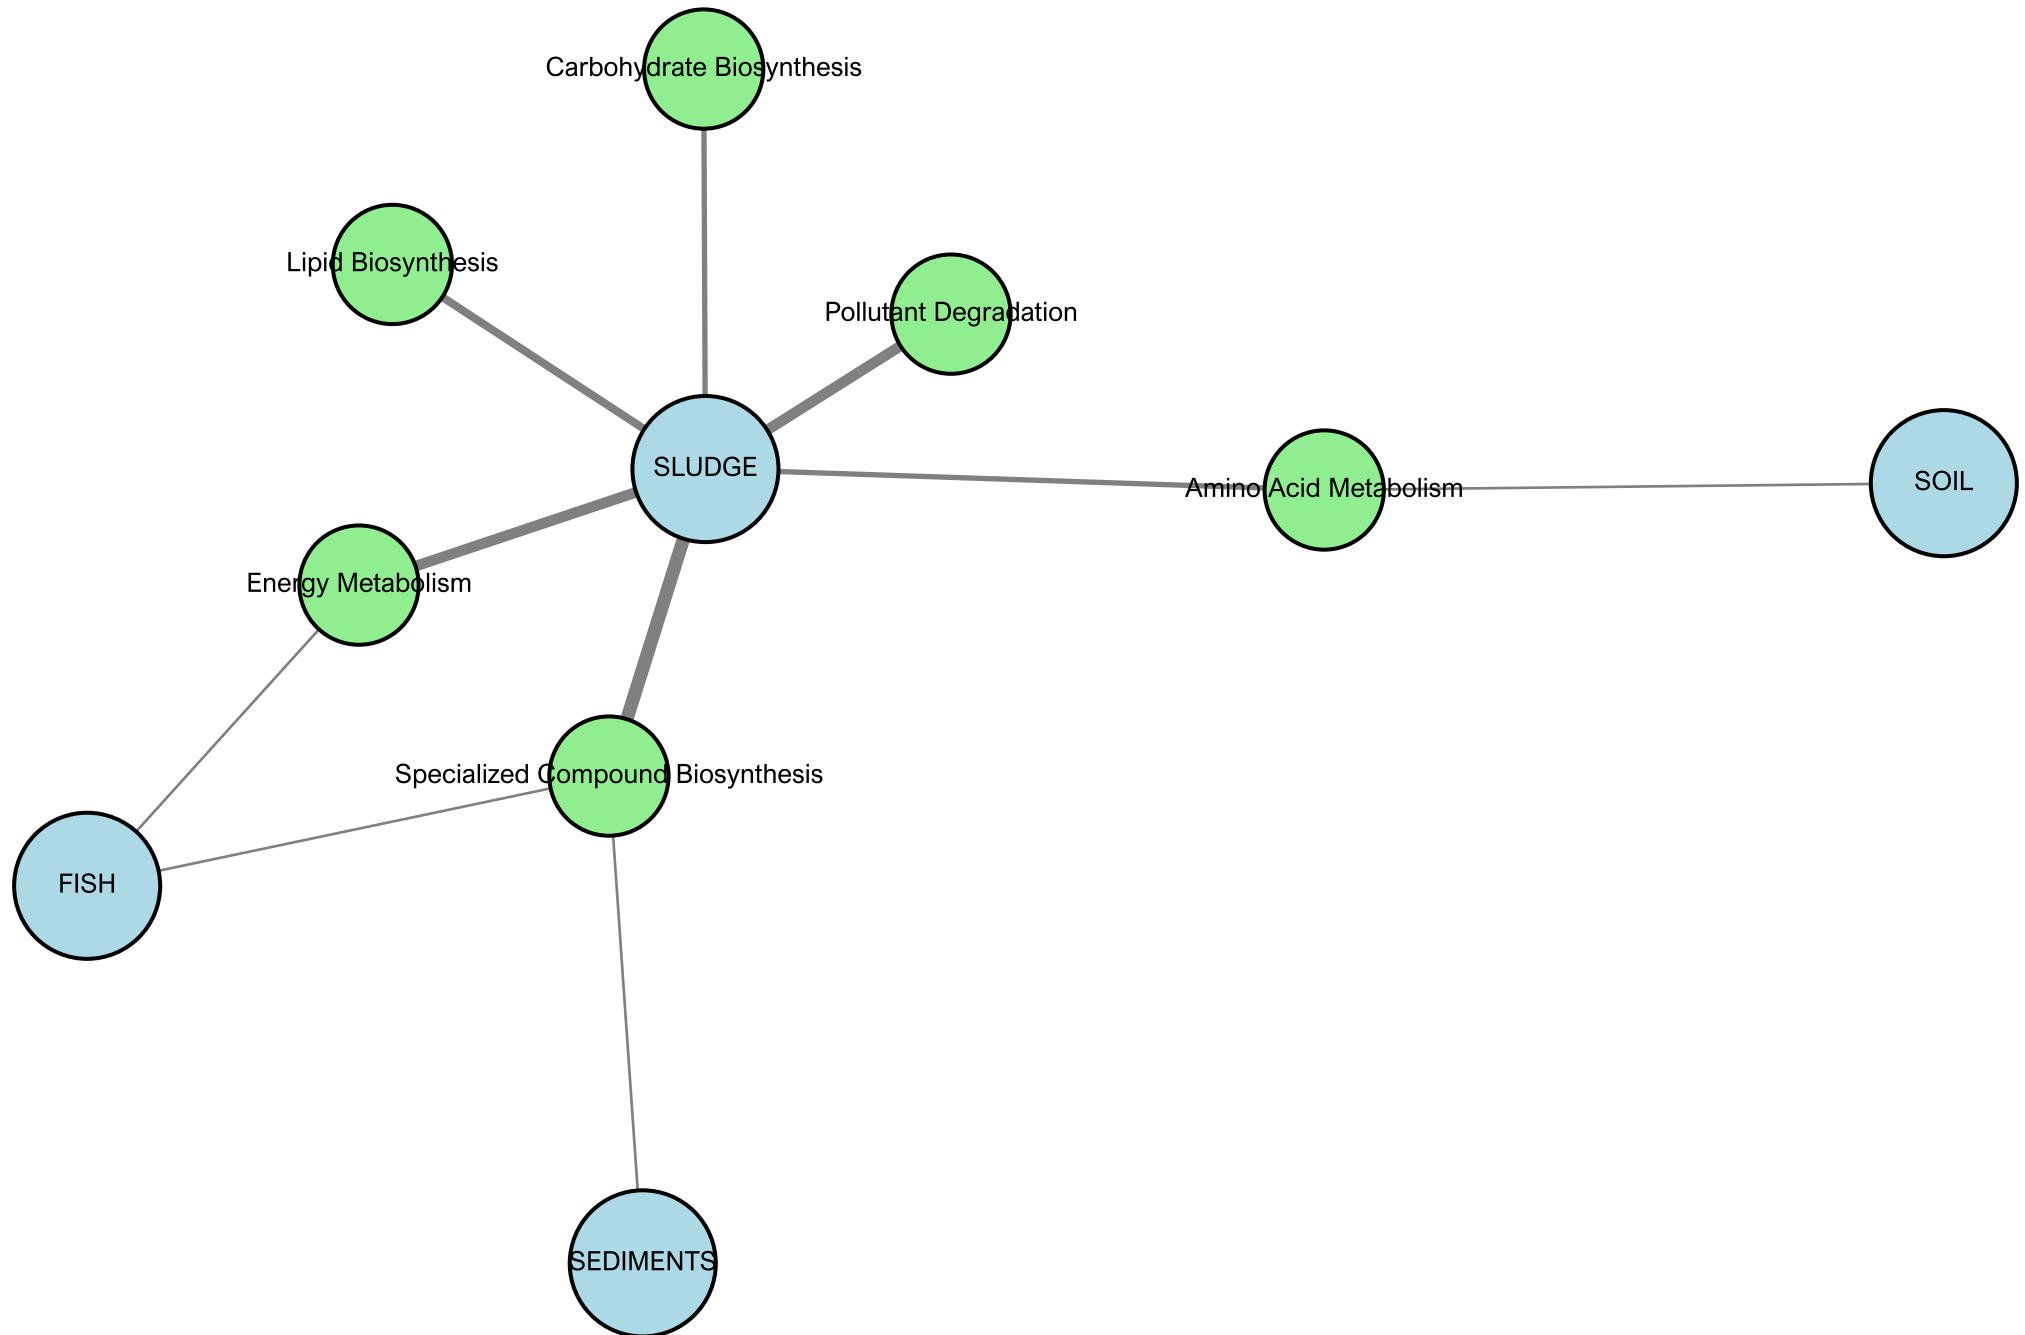 Carbohydrate Biosynthesis
Lipid Biosynthesis
Pollutant Degradation
SLUDGE
SOIL
Amino Acid Metabolism
Energy Metabolism
Specialized Compound Biosynthesis
FISH
SEDIMENTS